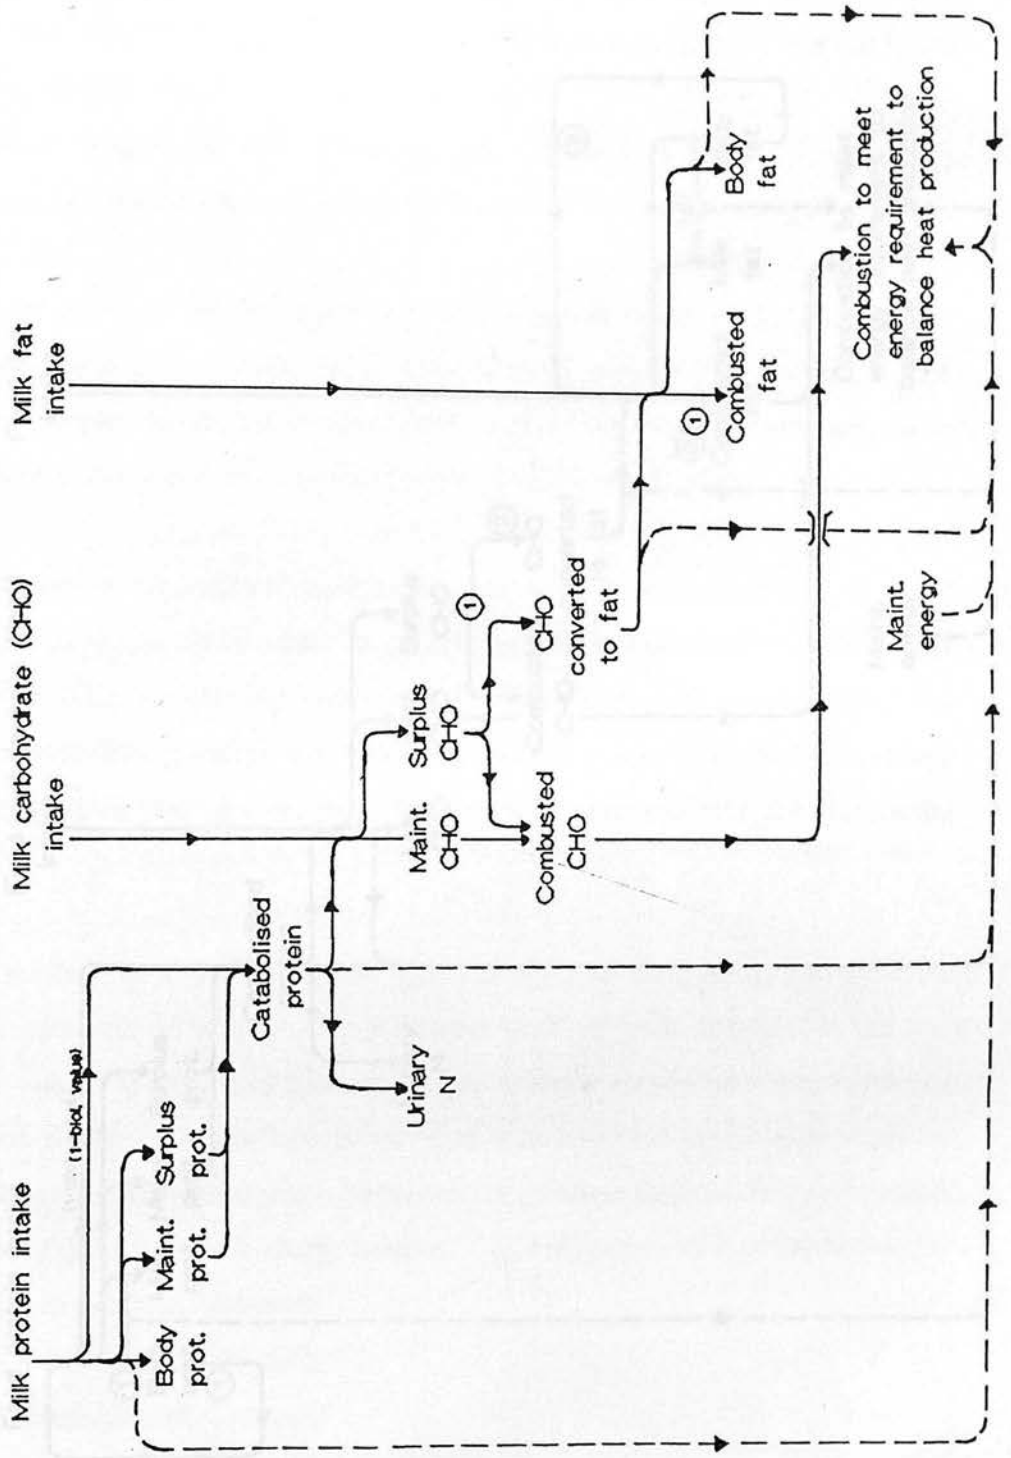 Milk protein intake
Milk carbohydrate (CHO)
intake
Milk fat
intake
(1-biol value)
Body
prot.
Maint.
prot.
Surplus
prot.
Catabolised
protein
Urinary
N
Maint.
CHO
Surplus
CHO
1
Combusted
CHO
CHO
converted
to fat
1
Combusted
fat
Body
fat
Maint.
energy
Combustion to meet
energy requirement to
balance heat production